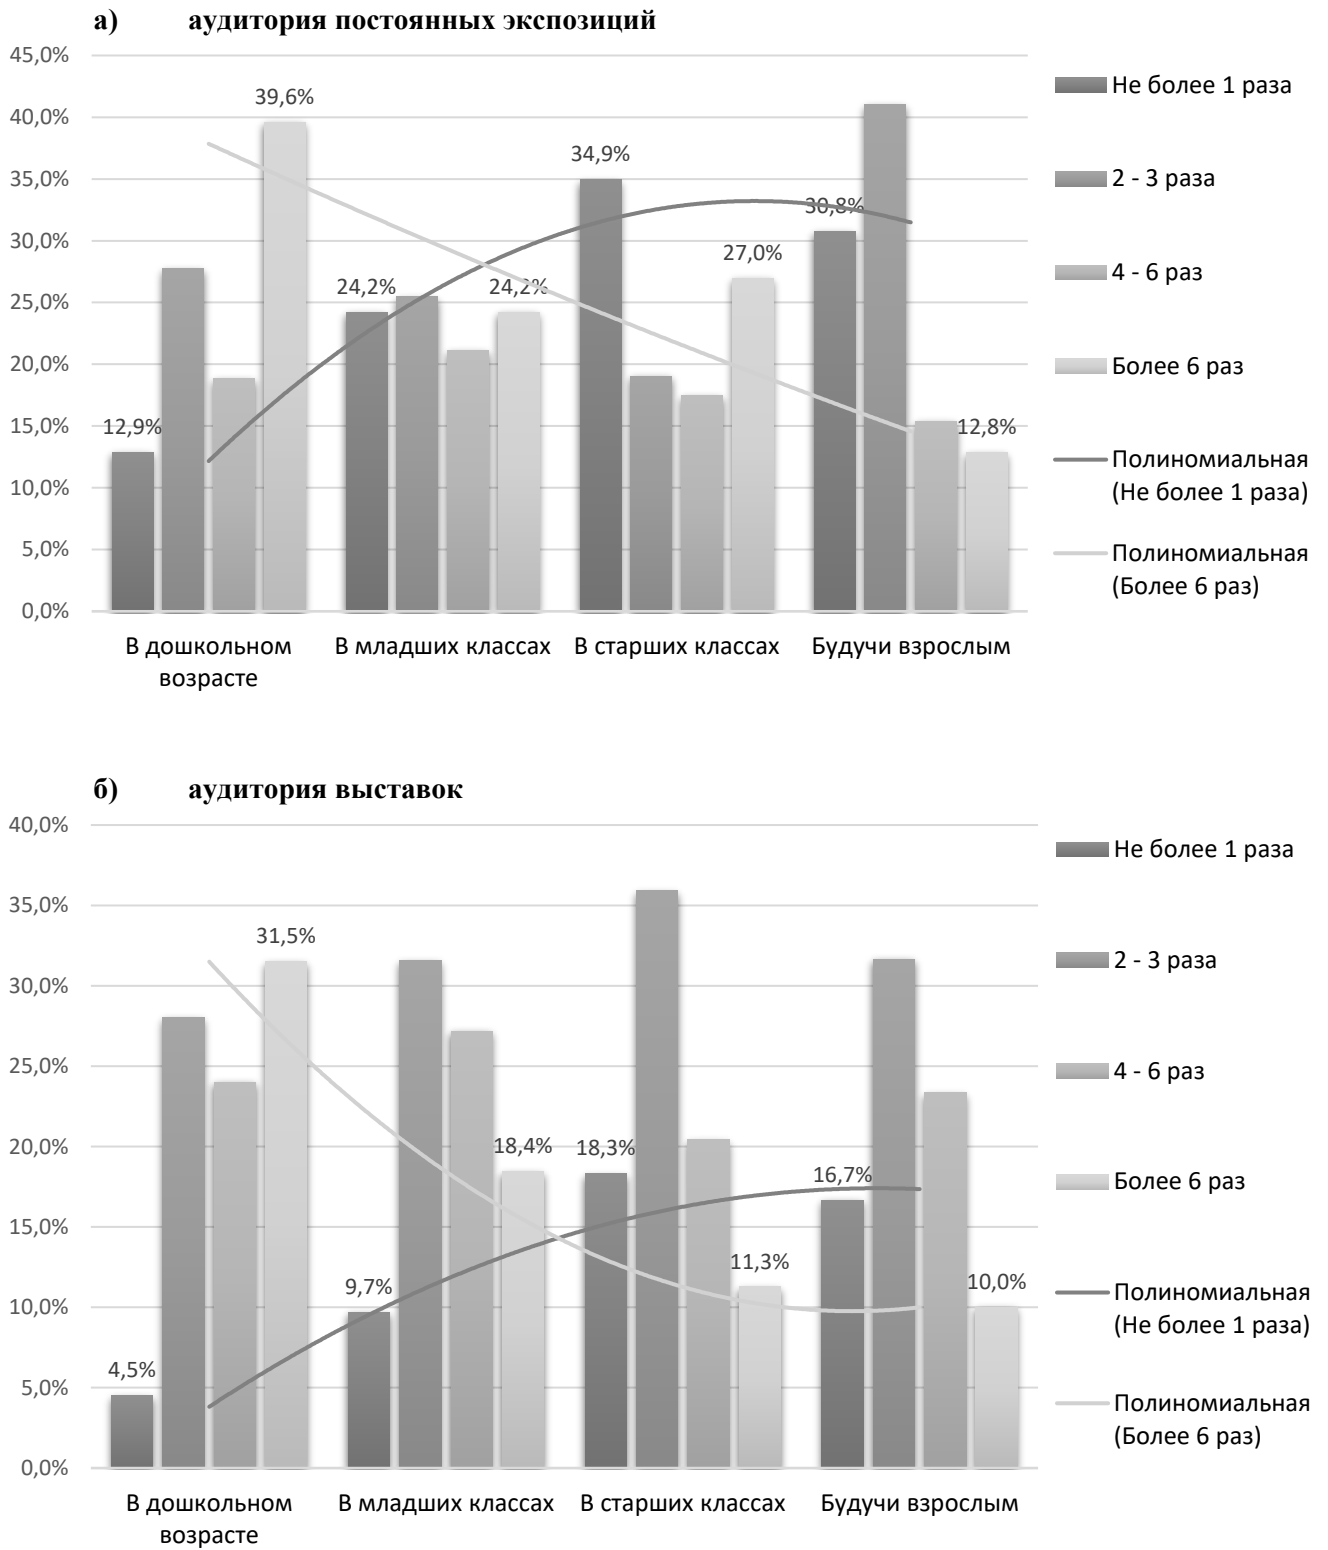 а) аудитория постоянных экспозиций
45,0%
40,0%
35,0%
30,0%
25,0%
20,0%
15,0%
10,0%
5,0%
0,0%
12,9%
39,6%
24,2%
24,2%
34,9%
27,0%
30,8%
12,8%
В дошкольном
возрасте
В младших классах
В старших классах
Будучи взрослым
Не более 1 раза
2 - 3 раза
4 - 6 раз
Более 6 раз
Полиномиальная
(Не более 1 раза)
Полиномиальная
(Более 6 раз)
б) аудитория выставок
40,0%
35,0%
30,0%
25,0%
20,0%
15,0%
10,0%
5,0%
0,0%
4,5%
31,5%
9,7%
18,4%
18,3%
11,3%
16,7%
10,0%
В дошкольном
возрасте
В младших классах
В старших классах
Будучи взрослым
Не более 1 раза
2 - 3 раза
4 - 6 раз
Более 6 раз
Полиномиальная
(Не более 1 раза)
Полиномиальная
(Более 6 раз)